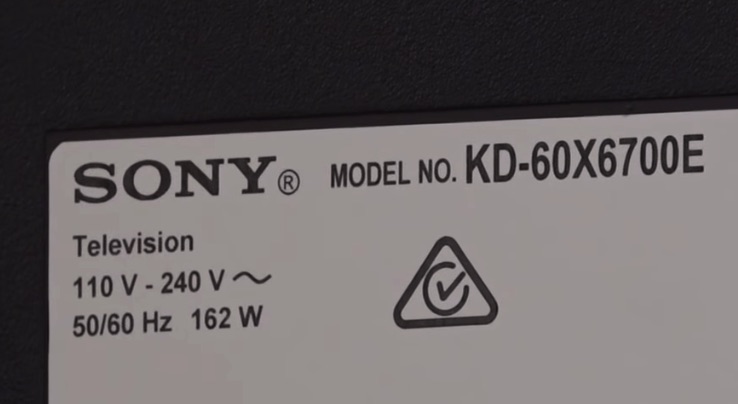 SONY® MODEL NO. KD-60X6700E
Television
110 V - 240 V ~
50/60 Hz 162 W